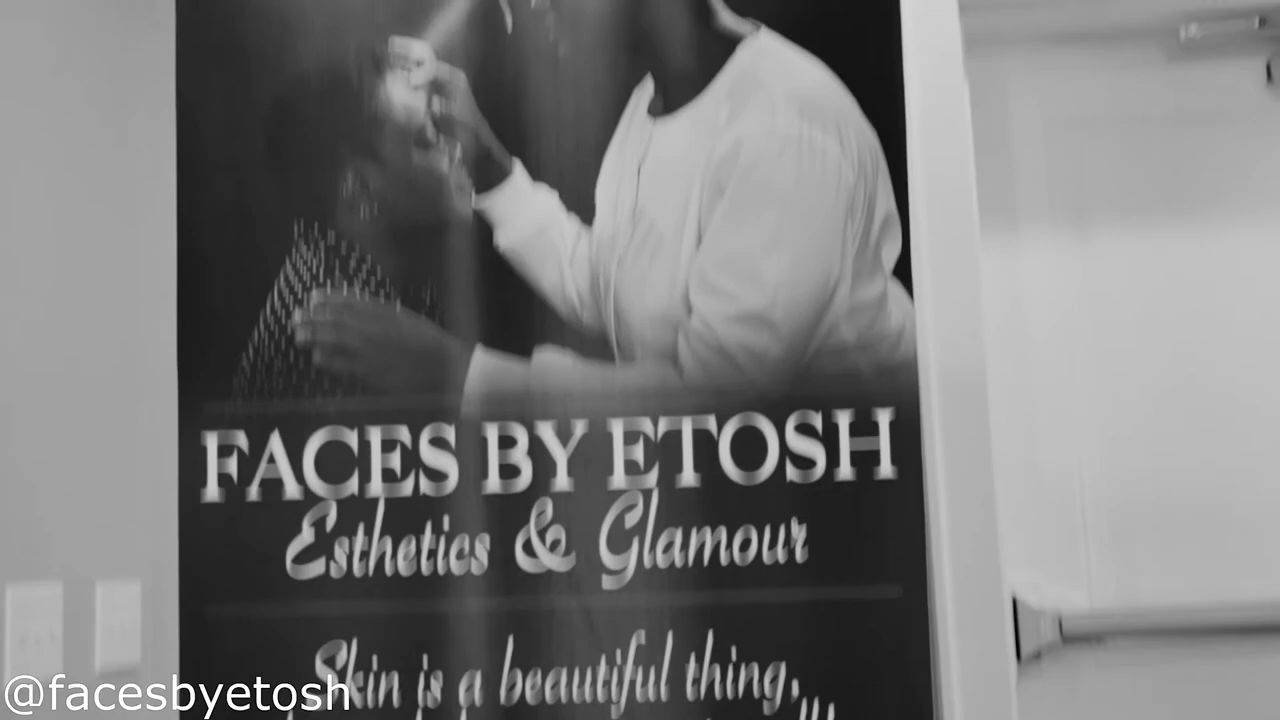 FACES BY ETOSH
Esthetics & Glamour
Skin is a beautiful thing.
@facesbyetosh